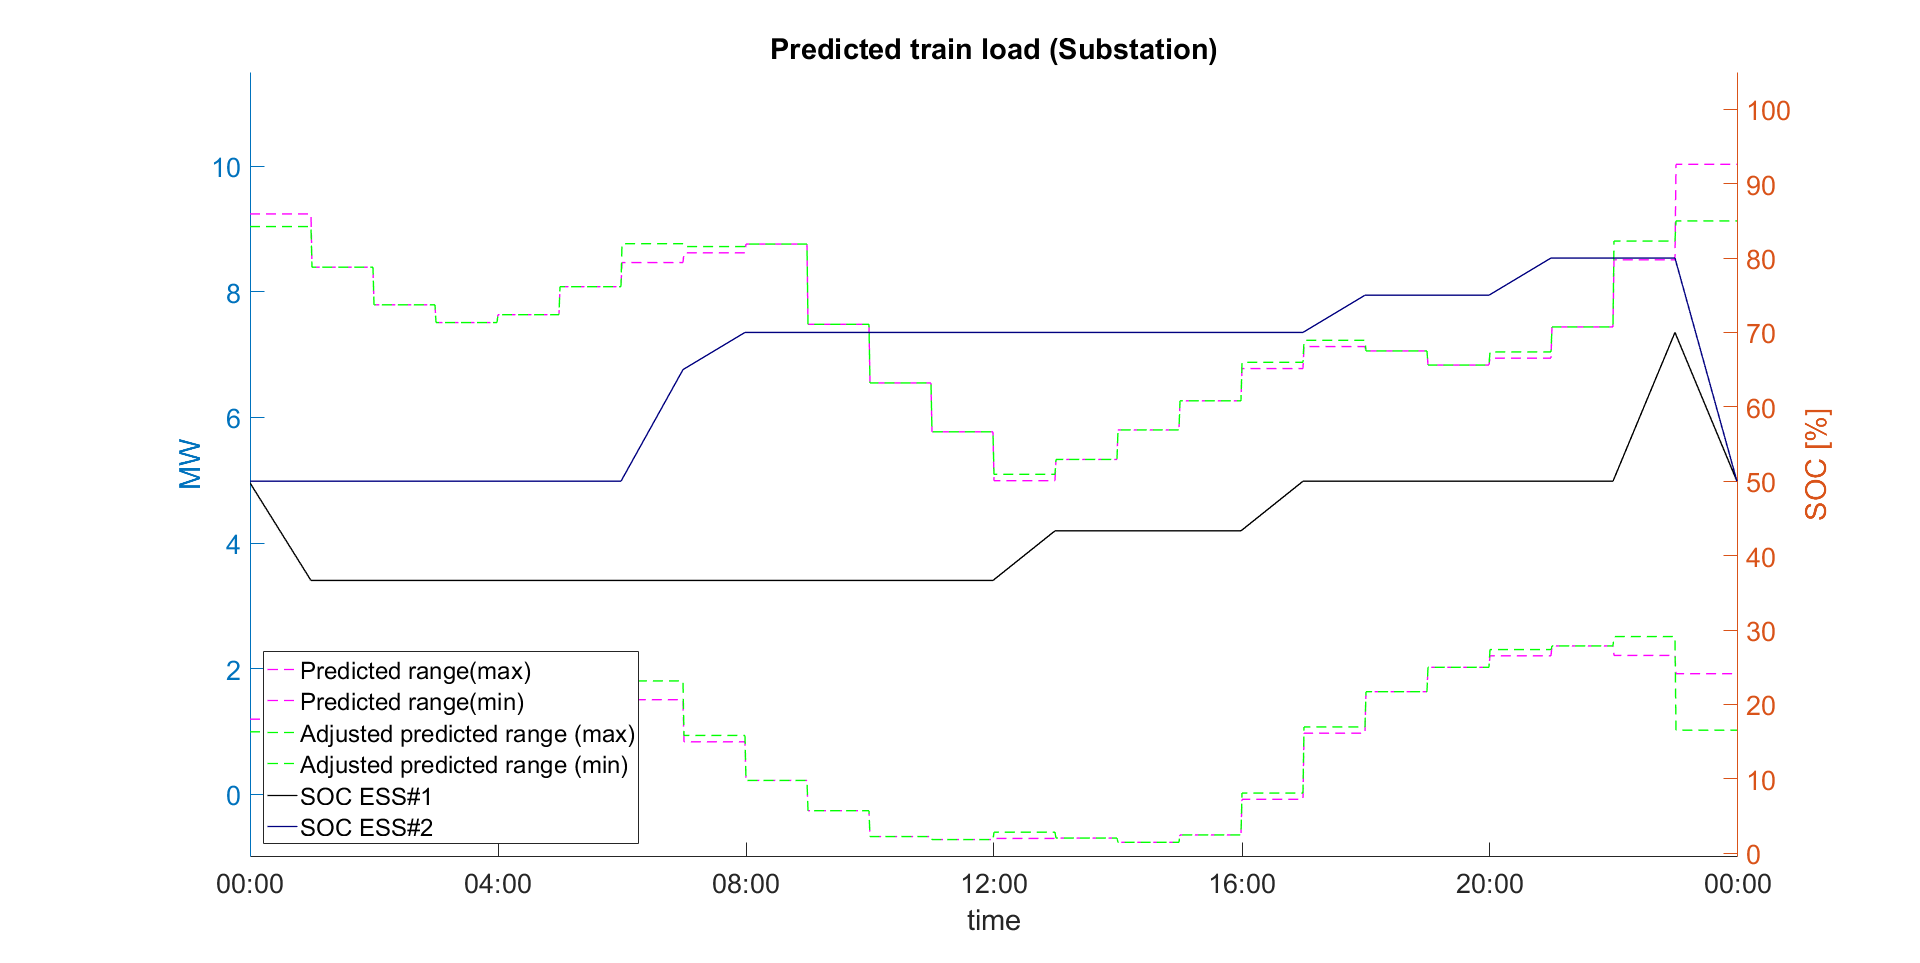 Predicted train load (Substation)
MW
10
8
6
4
2
0
SOC [%]
100
90
80
70
60
50
40
30
20
10
0
Predicted range(max)
Predicted range(min)
Adjusted predicted range (max)
Adjusted predicted range (min)
SOC ESS#1
SOC ESS#2
00:00 04:00 08:00 12:00 16:00 20:00 00:00
time